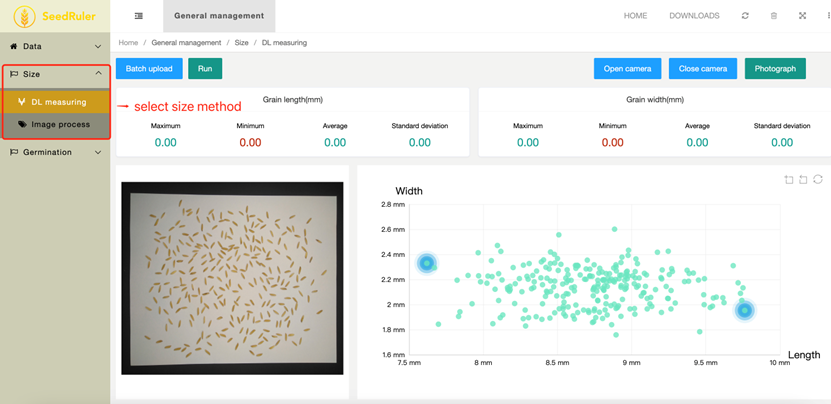 SeedRuler
General management
HOME
DOWNLOADS
Data
Home / General management / Size / DL measuring
Size
Batch upload
Run
Open camera
Close camera
Photograph
DL measuring
select size method
Image process
Germination
Grain length(mm)
Maximum
Minimum
Average
Standard deviation
0.00
0.00
0.00
0.00
Grain width(mm)
Maximum
Minimum
Average
Standard deviation
0.00
0.00
0.00
0.00
Width
2.8 mm
2.6 mm
2.4 mm
2.2 mm
2 mm
1.8 mm
1.6 mm
7.5 mm
8 mm
8.5 mm
9 mm
9.5 mm
10 mm
Length